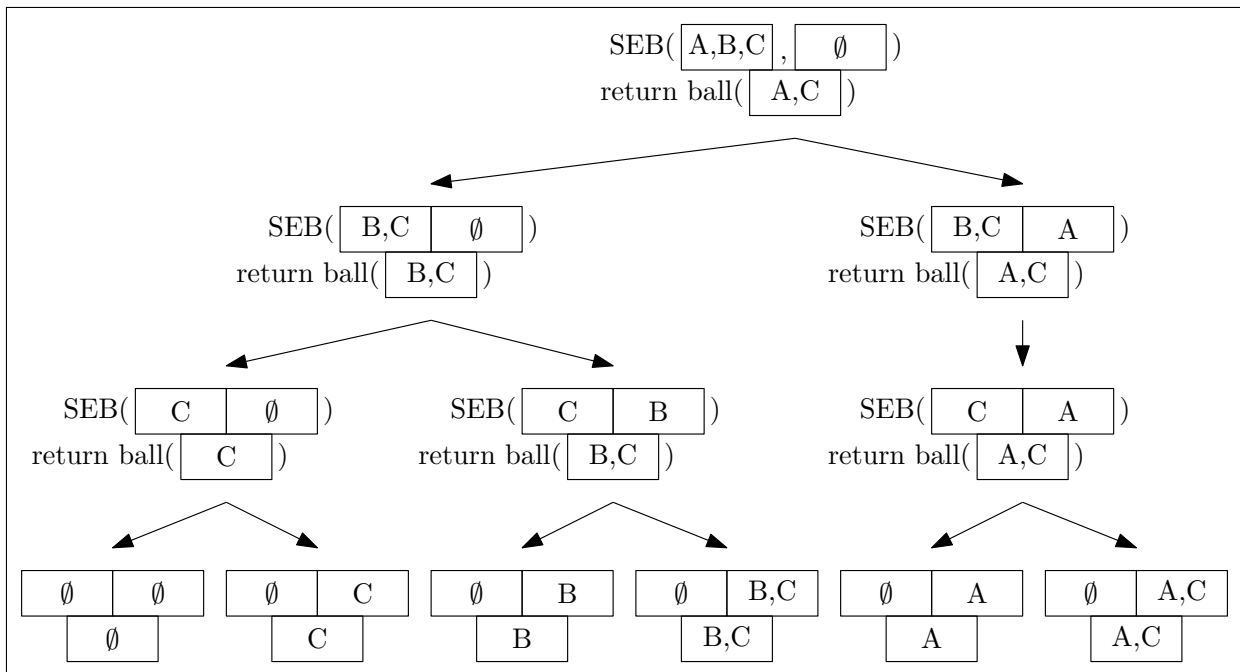 SEB( A,B,C , ∅ )
return ball( A,C )
SEB( B,C ∅ )
return ball( B,C )
SEB( B,C A )
return ball( A,C )
SEB( C ∅ )
return ball( C )
SEB( C B )
return ball( B,C )
SEB( C A )
return ball( A,C )
∅ ∅
∅
∅ C
C
∅ B
B
∅ B,C
B,C
∅ A
A
∅ A,C
A,C